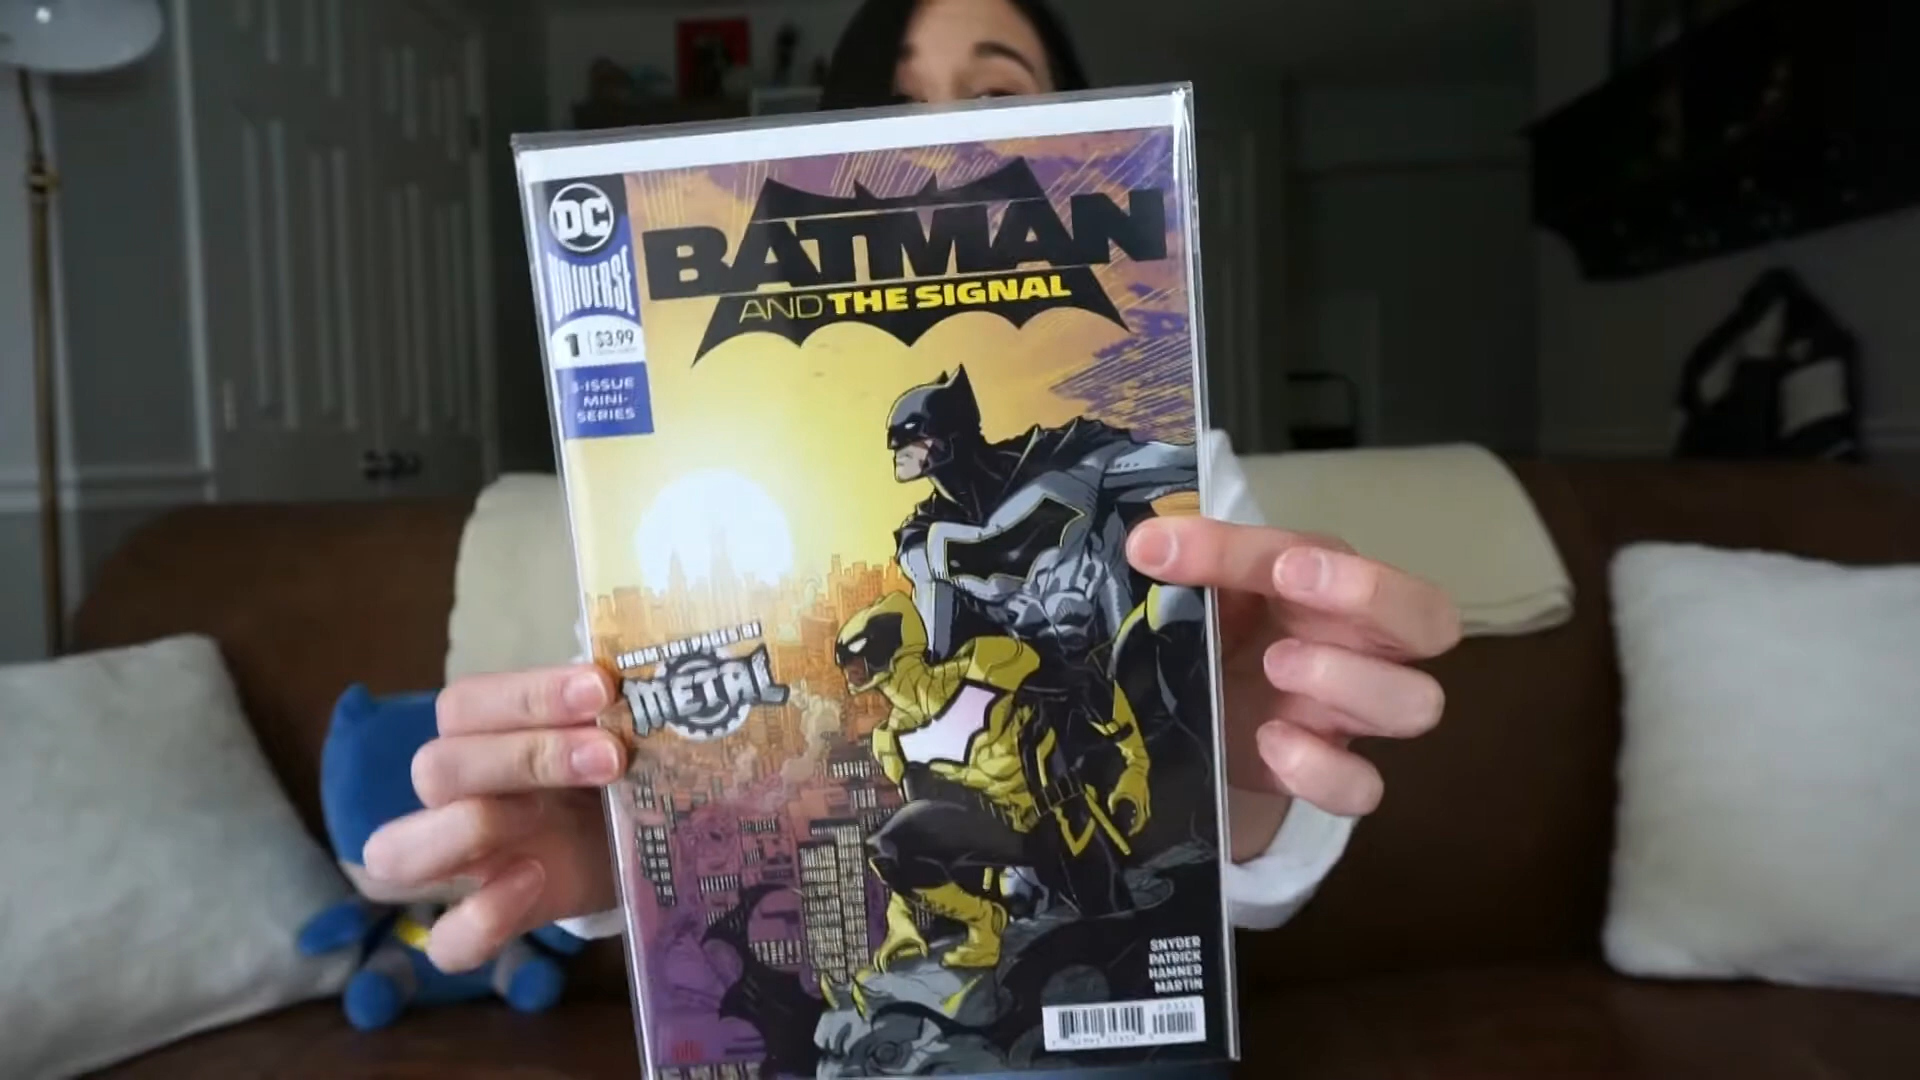 DC
UNIVERSE
1 $3.99
3-ISSUE
MINI-
SERIES
BATMAN
AND THE SIGNAL
FROM THE PAGES OF
METAL
SNYDER
PATRICK
HAMNER
MARTIN